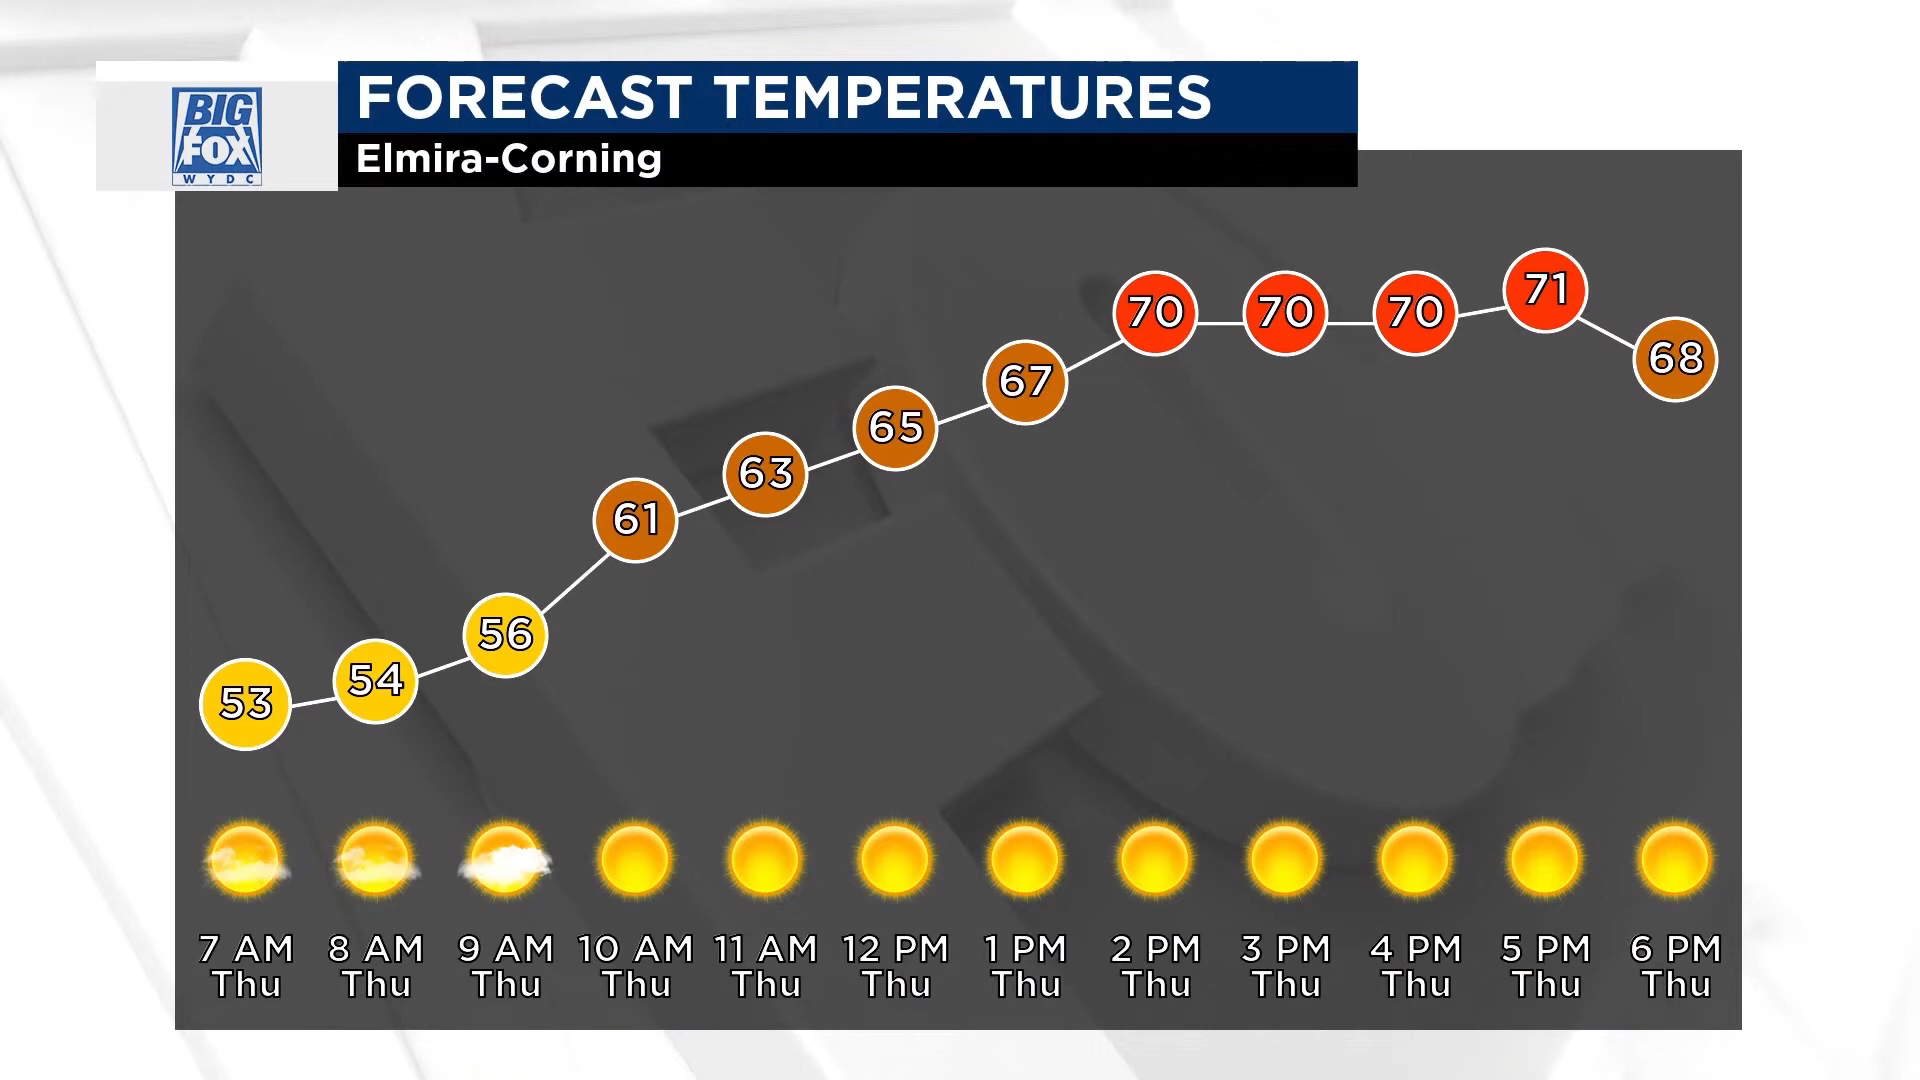 BIG
FOX
WYDC
FORECAST TEMPERATURES
Elmira-Corning
53
54
56
61
63
65
67
70
70
70
71
68
7 AM 8 AM 9 AM 10 AM 11 AM 12 PM 1 PM 2 PM 3 PM 4 PM 5 PM 6 PM
Thu Thu Thu Thu Thu Thu Thu Thu Thu Thu Thu Thu